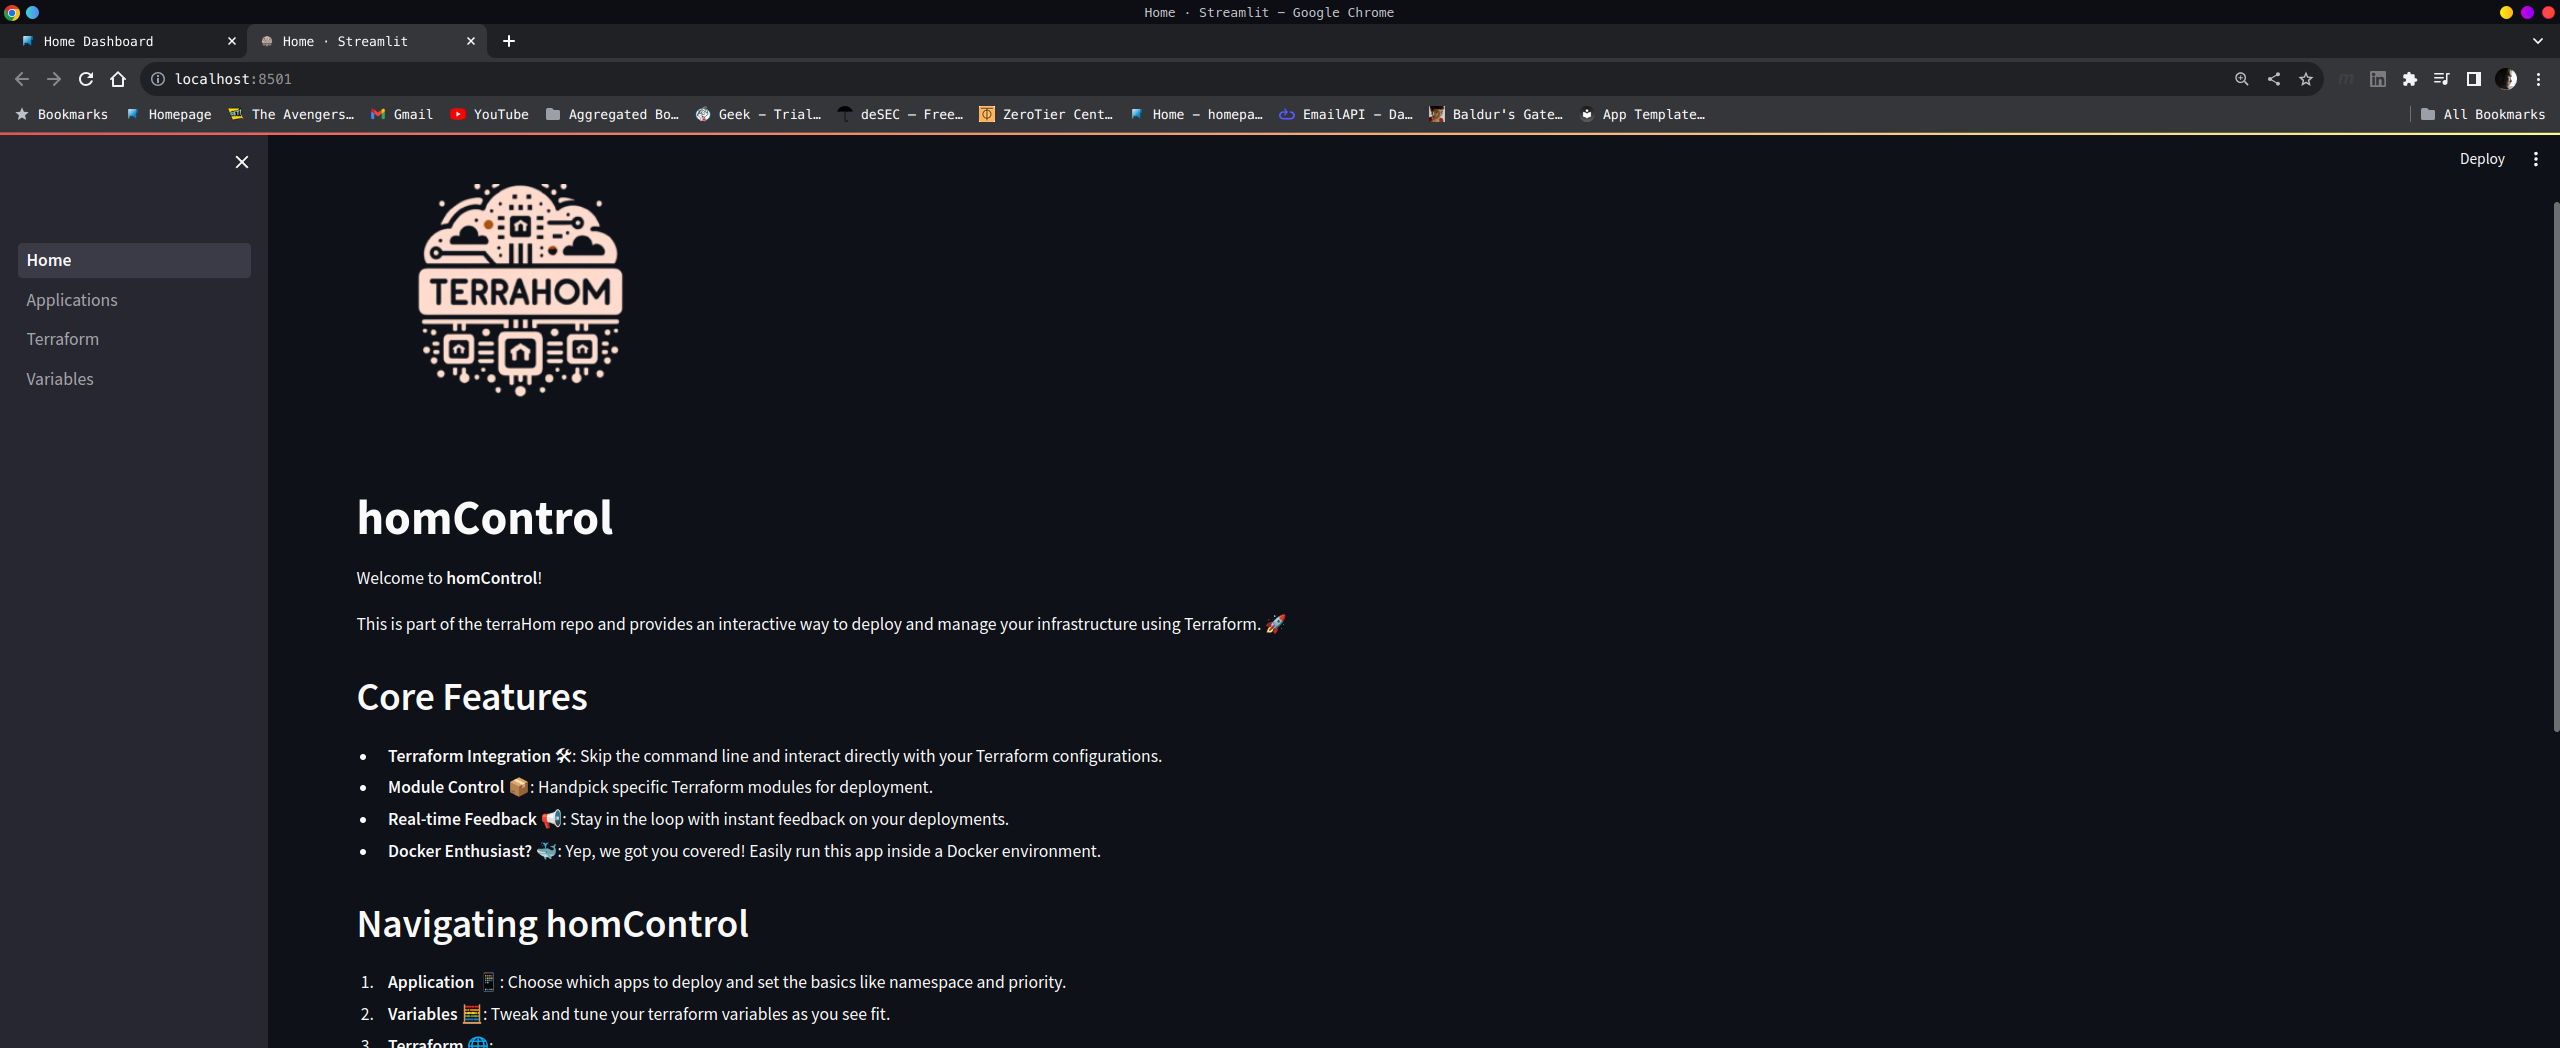 Home · Streamlit - Google Chrome
Home Dashboard
Home · Streamlit
localhost:8501
Bookmarks
Homepage
The Avengers…
Gmail
YouTube
Aggregated Bo…
Geek - Trial…
deSEC – Free…
ZeroTier Cent…
Home - homepa…
EmailAPI - Da…
Baldur's Gate…
App Template…
All Bookmarks
Deploy
Home
Applications
Terraform
Variables
TERRAHOM
homControl
Welcome to homControl!
This is part of the terraHom repo and provides an interactive way to deploy and manage your infrastructure using Terraform. 🚀
Core Features
• Terraform Integration 🛠: Skip the command line and interact directly with your Terraform configurations.
• Module Control 📦: Handpick specific Terraform modules for deployment.
• Real-time Feedback 📢: Stay in the loop with instant feedback on your deployments.
• Docker Enthusiast? 🐳: Yep, we got you covered! Easily run this app inside a Docker environment.
Navigating homControl
1. Application 📱: Choose which apps to deploy and set the basics like namespace and priority.
2. Variables 🧮: Tweak and tune your terraform variables as you see fit.
3. Terraform 🌐: